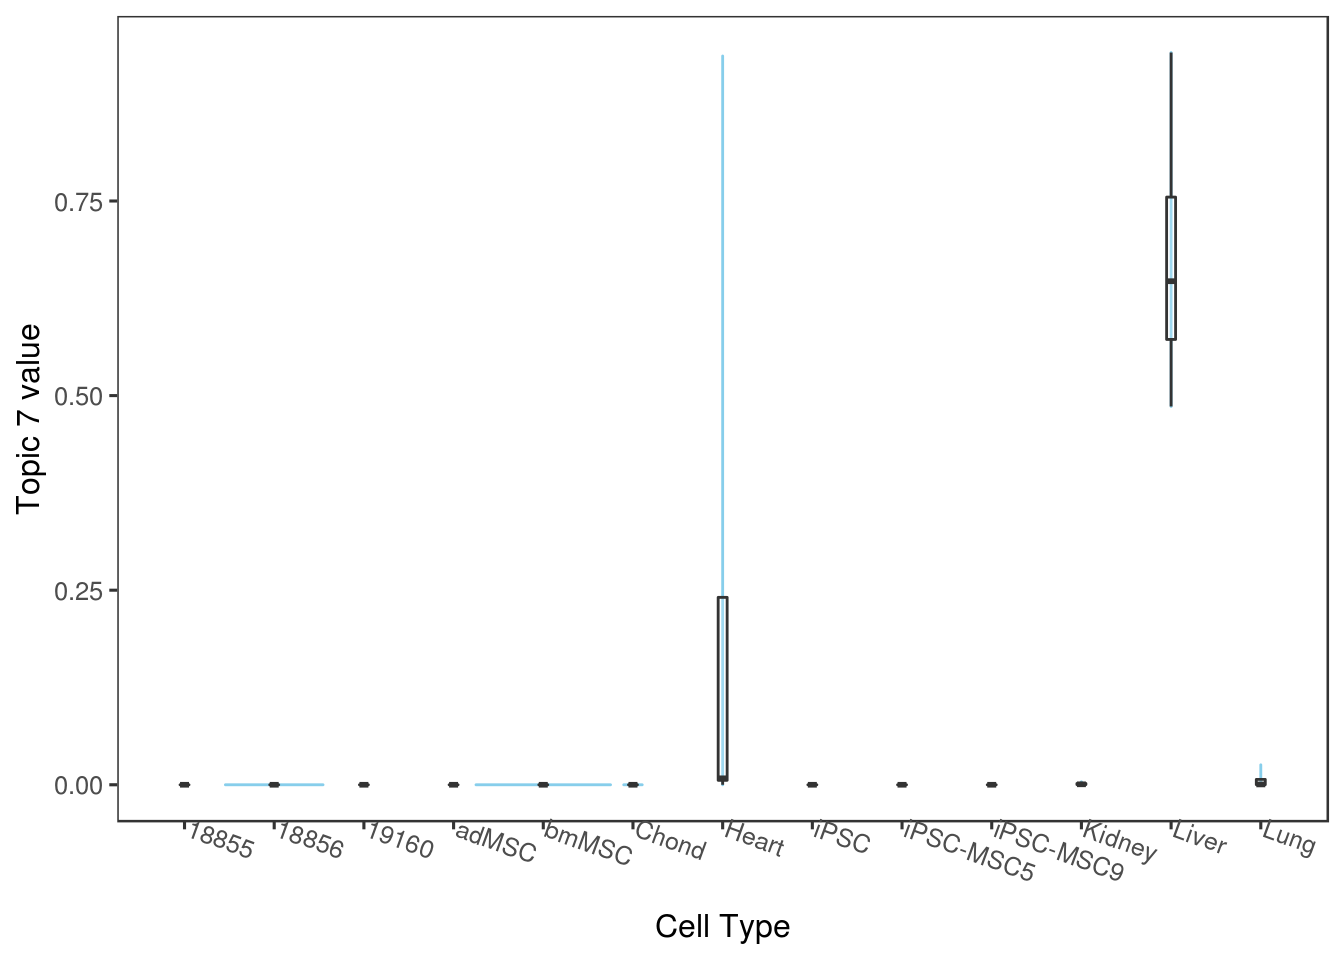 Topic 7 value
0.75
0.50
0.25
0.00
18855 18856 19160 adMSC bmMSC Chond Heart iPSC iPSC-MSC5 iPSC-MSC9 Kidney Liver Lung
Cell Type